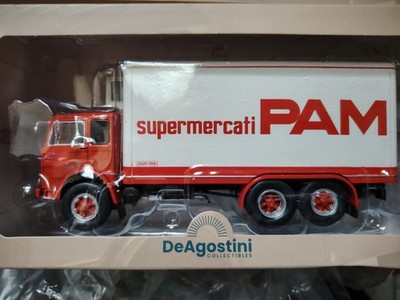 supermercati PAM
DeAgostini
COLLECTIBLES